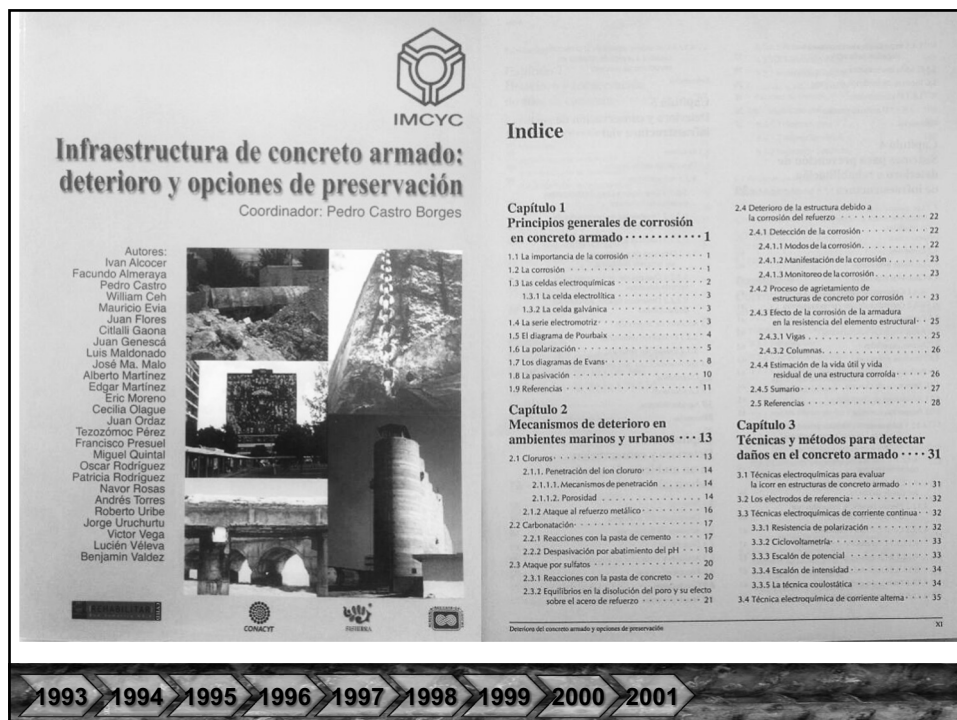 IMCYC
Infraestructura de concreto armado:
deterioro y opciones de preservación
Coordinador: Pedro Castro Borges
Autores:
Ivan Alcocer
Facundo Almeraya
Pedro Castro
William Ceh
Mauricio Evia
Juan Flores
Citlalli Gaona
Juan Genescá
Luis Maldonado
José Ma. Malo
Alberto Martínez
Edgar Martínez
Eric Moreno
Cecilia Olague
Juan Ordaz
Tezozómoc Pérez
Francisco Presuel
Miguel Quintal
Oscar Rodríguez
Patricia Rodríguez
Navor Rosas
Andrés Torres
Roberto Uribe
Jorge Uruchurtu
Victor Vega
Lucién Véleva
Benjamin Valdez
REHABILITAR
CONACYT
Indice
Capítulo 1
Principios generales de corrosión
en concreto armado ············ 1
1.1 La importancia de la corrosión 1
1.2 La corrosión 1
1.3 Las celdas electroquímicas 2
1.3.1 La celda electrolítica 3
1.3.2 La celda galvánica 3
1.4 La serie electromotriz 3
1.5 El diagrama de Pourbaix 4
1.6 La polarización 5
1.7 Los diagramas de Evans 8
1.8 La pasivación 10
1.9 Referencias 11
Capítulo 2
Mecanismos de deterioro en
ambientes marinos y urbanos ··· 13
2.1 Cloruros 13
2.1.1. Penetración del ion cloruro 14
2.1.1.1. Mecanismos de penetración 14
2.1.1.2. Porosidad 14
2.1.2 Ataque al refuerzo metálico 16
2.2 Carbonatación 17
2.2.1 Reacciones con la pasta de cemento 17
2.2.2 Despasivación por abatimiento del pH 18
2.3 Ataque por sulfatos 20
2.3.1 Reacciones con la pasta de concreto 20
2.3.2 Equilibrios en la disolución del poro y su efecto
sobre el acero de refuerzo 21
2.4 Deterioro de la estructura debido a
la corrosión del refuerzo 22
2.4.1 Detección de la corrosión 22
2.4.1.1 Modos de la corrosión 22
2.4.1.2 Manifestación de la corrosión 23
2.4.1.3 Monitoreo de la corrosión 23
2.4.2 Proceso de agrietamiento de
estructuras de concreto por corrosión 23
2.4.3 Efecto de la corrosión de la armadura
en la resistencia del elemento estructural 25
2.4.3.1 Vigas 25
2.4.3.2 Columnas 26
2.4.4 Estimación de la vida útil y vida
residual de una estructura corroída 26
2.4.5 Sumario 27
2.5 Referencias 28
Capítulo 3
Técnicas y métodos para detectar
daños en el concreto armado ···· 31
3.1 Técnicas electroquímicas para evaluar
la icorr en estructuras de concreto armado 31
3.2 Los electrodos de referencia 32
3.3 Técnicas electroquímicas de corriente continua 32
3.3.1 Resistencia de polarización 32
3.3.2 Ciclovoltametría 33
3.3.3 Escalón de potencial 33
3.3.4 Escalón de intensidad 34
3.3.5 La técnica coulostática 34
3.4 Técnica electroquímica de corriente alterna 35
Deterioro del concreto armado y opciones de preservación
XI
1993 1994 1995 1996 1997 1998 1999 2000 2001